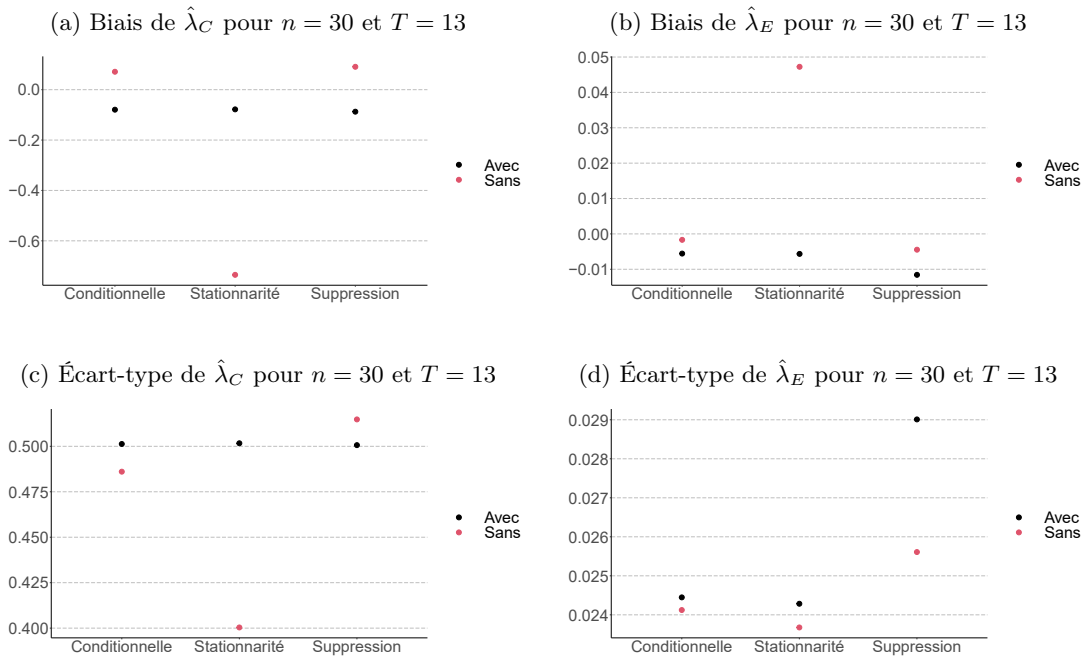 (a) Biais de λ̂_C pour n = 30 et T = 13
0.0
−0.2
−0.4
−0.6
Conditionnelle Stationnarité Suppression
Avec
Sans
(b) Biais de λ̂_E pour n = 30 et T = 13
0.05
0.04
0.03
0.02
0.01
0.00
−0.01
Conditionnelle Stationnarité Suppression
Avec
Sans
(c) Écart-type de λ̂_C pour n = 30 et T = 13
0.500
0.475
0.450
0.425
0.400
Conditionnelle Stationnarité Suppression
Avec
Sans
(d) Écart-type de λ̂_E pour n = 30 et T = 13
0.029
0.028
0.027
0.026
0.025
0.024
Conditionnelle Stationnarité Suppression
Avec
Sans